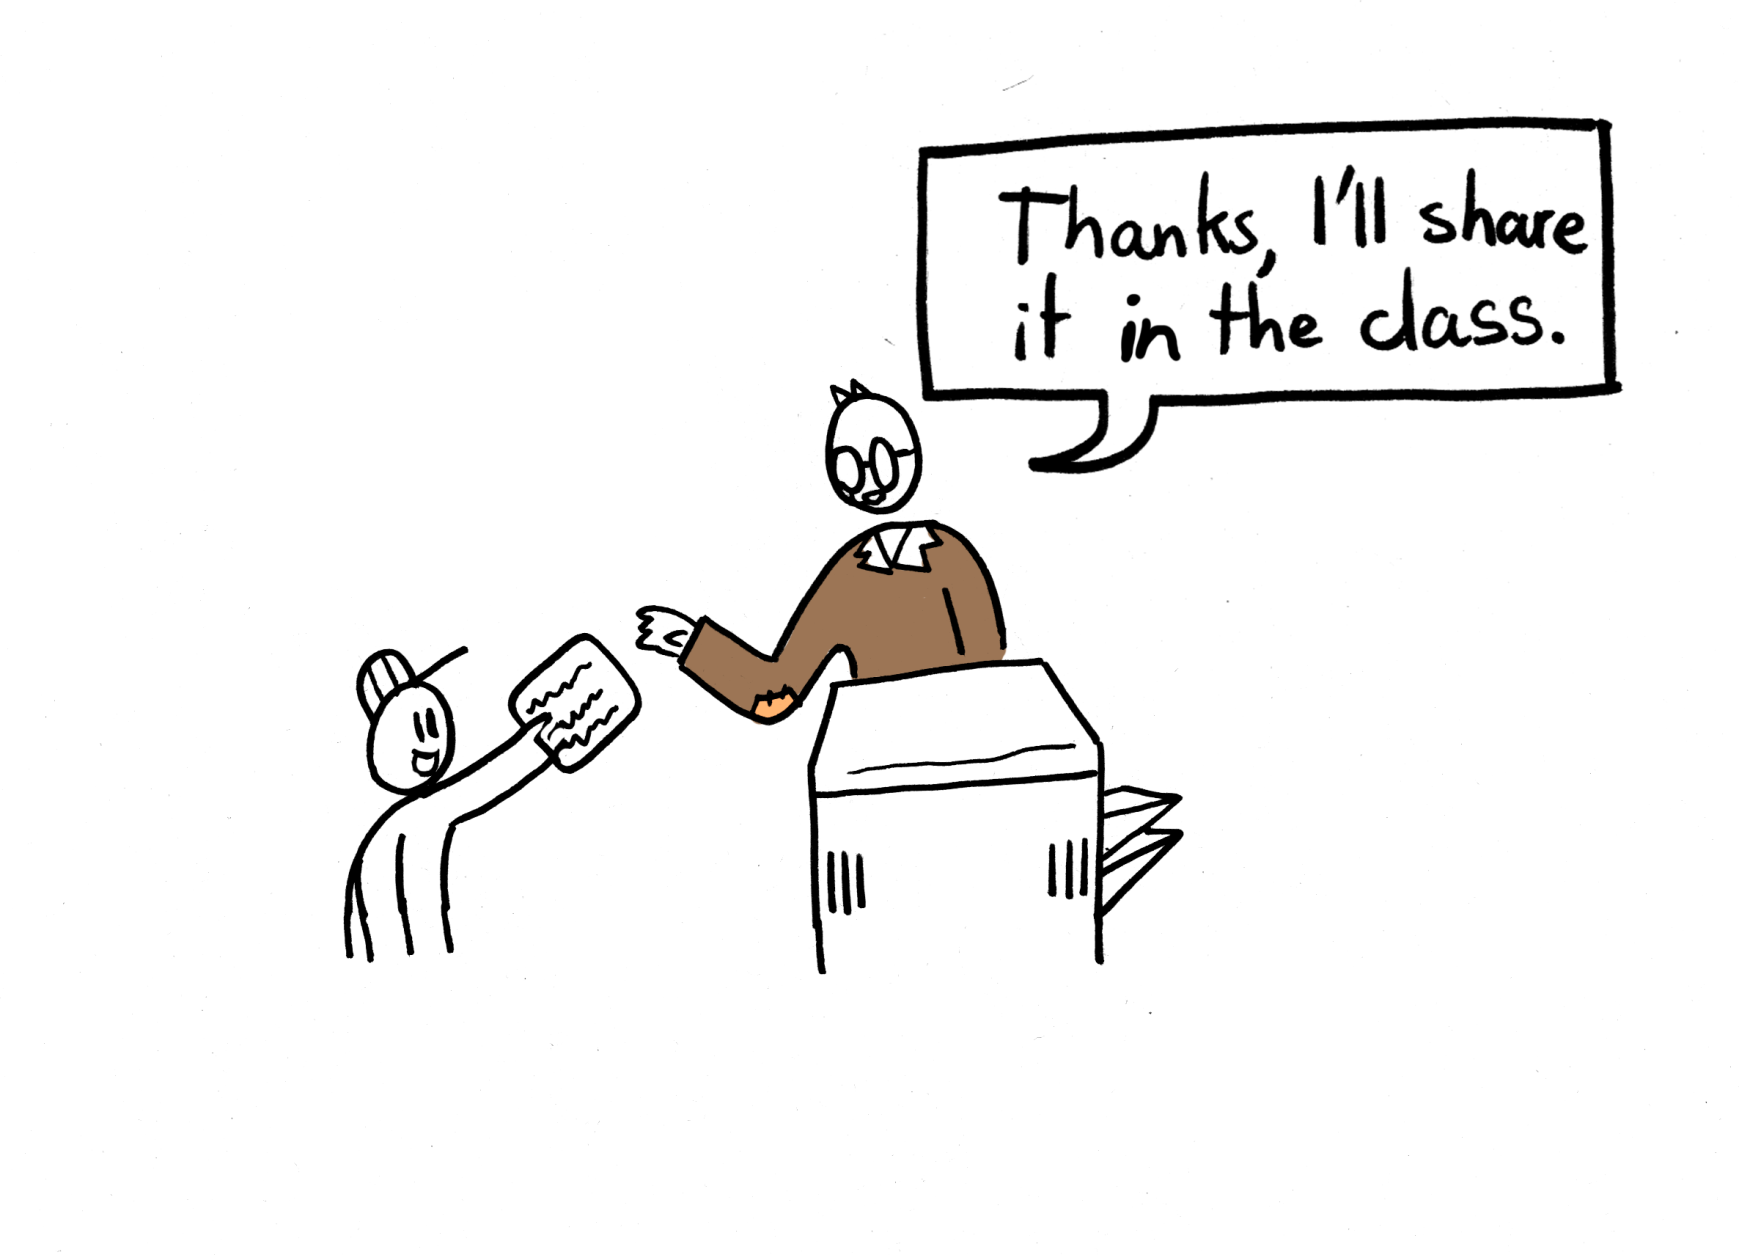 Thanks, I'll share
it in the class.